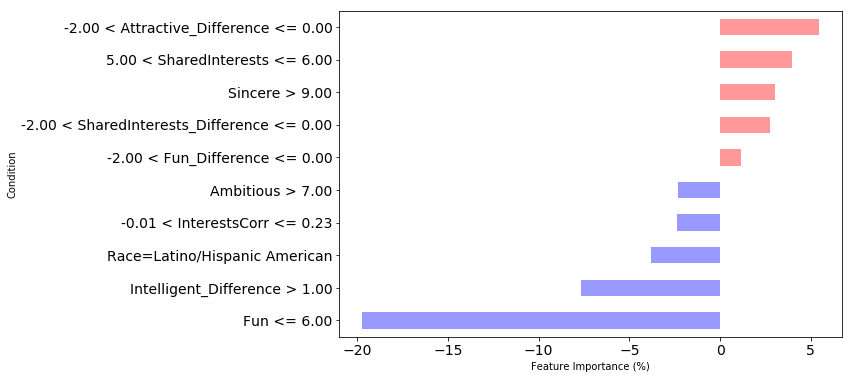 -2.00 < Attractive_Difference <= 0.00
5.00 < SharedInterests <= 6.00
Sincere > 9.00
-2.00 < SharedInterests_Difference <= 0.00
-2.00 < Fun_Difference <= 0.00
Ambitious > 7.00
-0.01 < InterestsCorr <= 0.23
Race=Latino/Hispanic American
Intelligent_Difference > 1.00
Fun <= 6.00
Condition
−20 −15 −10 −5 0 5
Feature Importance (%)